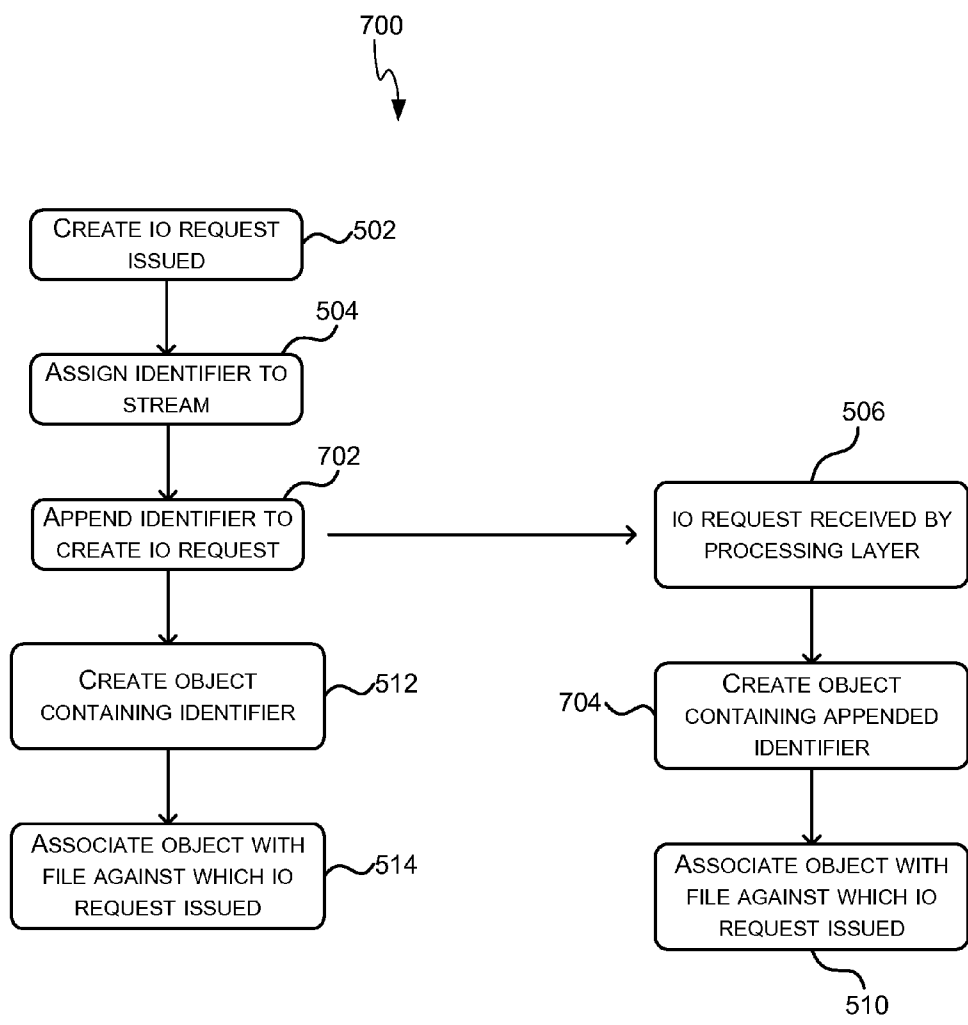 700
CREATE IO REQUEST
ISSUED
502
504
ASSIGN IDENTIFIER TO
STREAM
702
APPEND IDENTIFIER TO
CREATE IO REQUEST
506
IO REQUEST RECEIVED BY
PROCESSING LAYER
CREATE OBJECT
CONTAINING IDENTIFIER
512
704
CREATE OBJECT
CONTAINING APPENDED
IDENTIFIER
ASSOCIATE OBJECT WITH
FILE AGAINST WHICH IO
REQUEST ISSUED
514
ASSOCIATE OBJECT WITH
FILE AGAINST WHICH IO
REQUEST ISSUED
510